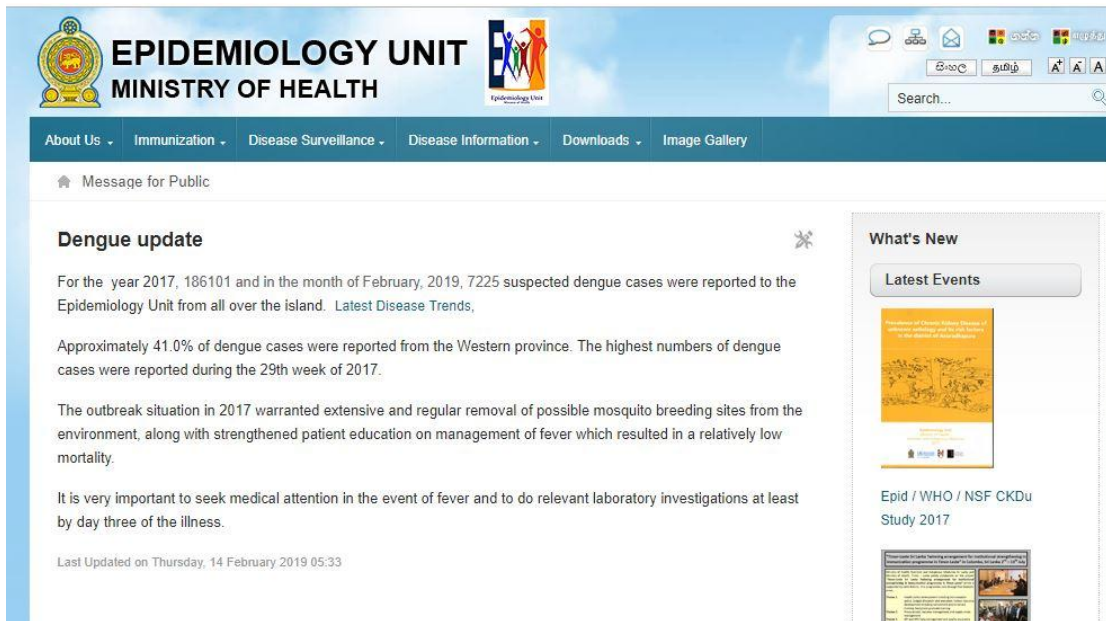 EPIDEMIOLOGY UNIT
MINISTRY OF HEALTH
Epidemiology Unit
සිංහල
தமிழ்
A+ A- A
Search...
About Us
Immunization
Disease Surveillance
Disease Information
Downloads
Image Gallery
Message for Public
Dengue update
For the year 2017, 186101 and in the month of February, 2019, 7225 suspected dengue cases were reported to the
Epidemiology Unit from all over the island. Latest Disease Trends,
Approximately 41.0% of dengue cases were reported from the Western province. The highest numbers of dengue
cases were reported during the 29th week of 2017.
The outbreak situation in 2017 warranted extensive and regular removal of possible mosquito breeding sites from the
environment, along with strengthened patient education on management of fever which resulted in a relatively low
mortality.
It is very important to seek medical attention in the event of fever and to do relevant laboratory investigations at least
by day three of the illness.
Last Updated on Thursday, 14 February 2019 05:33
What's New
Latest Events
Prevalence of Chronic Kidney Disease of
Epid / WHO / NSF CKDu
Study 2017